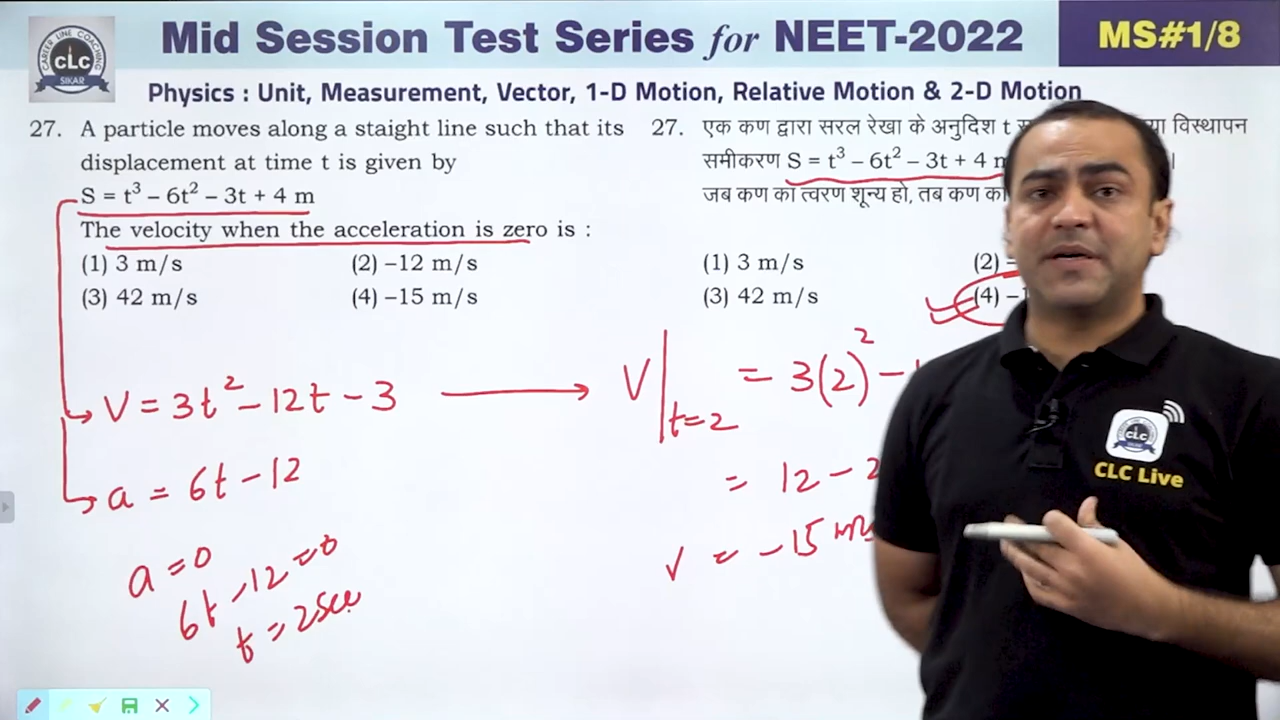 Mid Session Test Series for NEET-2022
MS#1/8
CAREER LINE COACHING
CLC
SIKAR
Physics : Unit, Measurement, Vector, 1-D Motion, Relative Motion & 2-D Motion
27. A particle moves along a staight line such that its
displacement at time t is given by
S = t³ – 6t² – 3t + 4 m
The velocity when the acceleration is zero is :
(1) 3 m/s (2) –12 m/s
(3) 42 m/s (4) –15 m/s
27. एक कण द्वारा सरल रेखा के अनुदिश t विस्थापन
समीकरण S = t³ – 6t² – 3t + 4 m
जब कण का त्वरण शून्य हो, तब कण का
(1) 3 m/s (2) –
(3) 42 m/s (4) –
V = 3t² – 12t – 3
a = 6t – 12
a = 0
6t – 12 = 0
t = 2sec
V|t=2 = 3(2)² –
= 12 – 2
V = –15 m/s
CLC
CLC Live